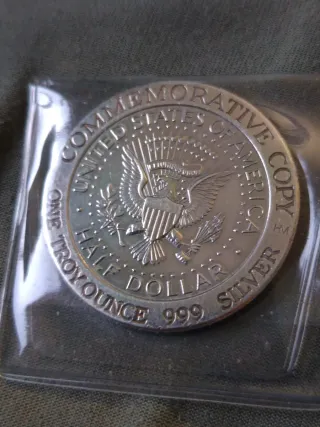 COMMEMORATIVE COPY
UNITED STATES OF AMERICA
HALF DOLLAR
ONE TROY OUNCE 999 SILVER